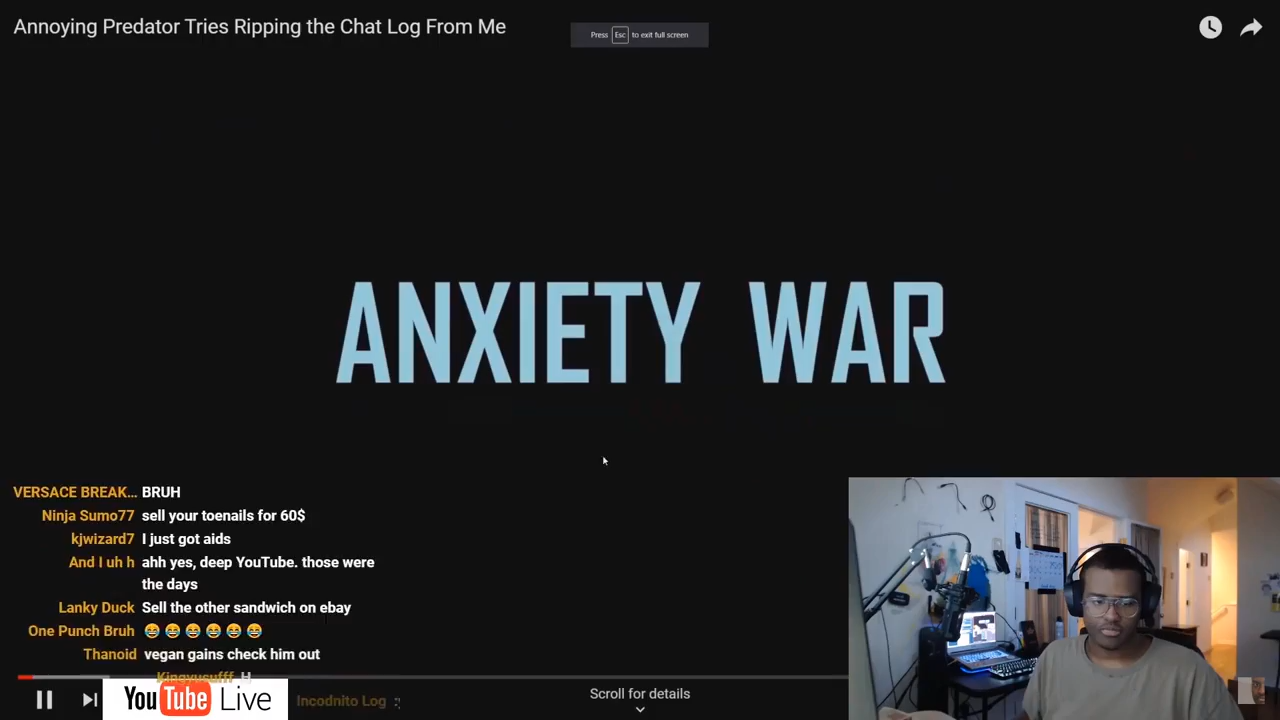 Annoying Predator Tries Ripping the Chat Log From Me
Press Esc to exit full screen
ANXIETY WAR
VERSACE BREAK... BRUH
Ninja Sumo77 sell your toenails for 60$
kjwizard7 I just got aids
And I uh h ahh yes, deep YouTube. those were
the days
Lanky Duck Sell the other sandwich on ebay
One Punch Bruh 😂😂😂😂😂😂
Thanoid vegan gains check him out
Kingyusufff H
Incodnito Log :
YouTube Live
Scroll for details